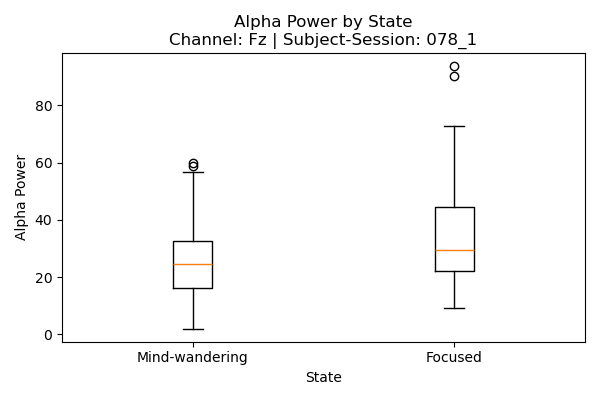 Alpha Power by State
Channel: Fz | Subject-Session: 078_1
Alpha Power
80
60
40
20
0
Mind-wandering
Focused
State